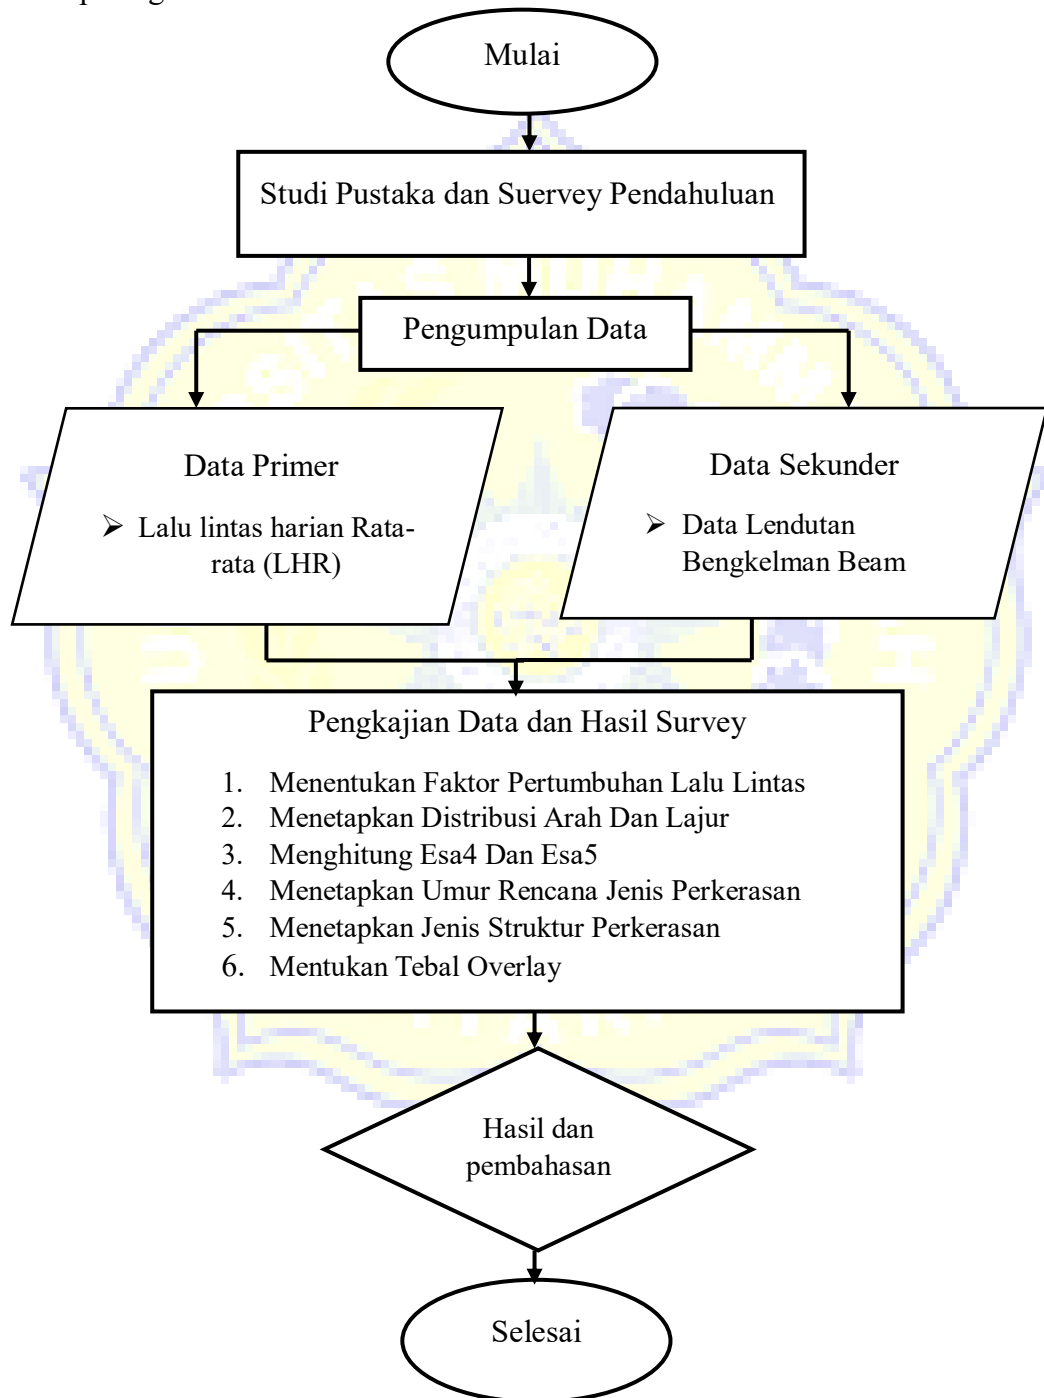 Mulai
Studi Pustaka dan Suervey Pendahuluan
Pengumpulan Data
Data Primer
➢ Lalu lintas harian Rata-
rata (LHR)
Data Sekunder
➢ Data Lendutan
Bengkelman Beam
Pengkajian Data dan Hasil Survey
1. Menentukan Faktor Pertumbuhan Lalu Lintas
2. Menetapkan Distribusi Arah Dan Lajur
3. Menghitung Esa4 Dan Esa5
4. Menetapkan Umur Rencana Jenis Perkerasan
5. Menetapkan Jenis Struktur Perkerasan
6. Mentukan Tebal Overlay
Hasil dan
pembahasan
Selesai